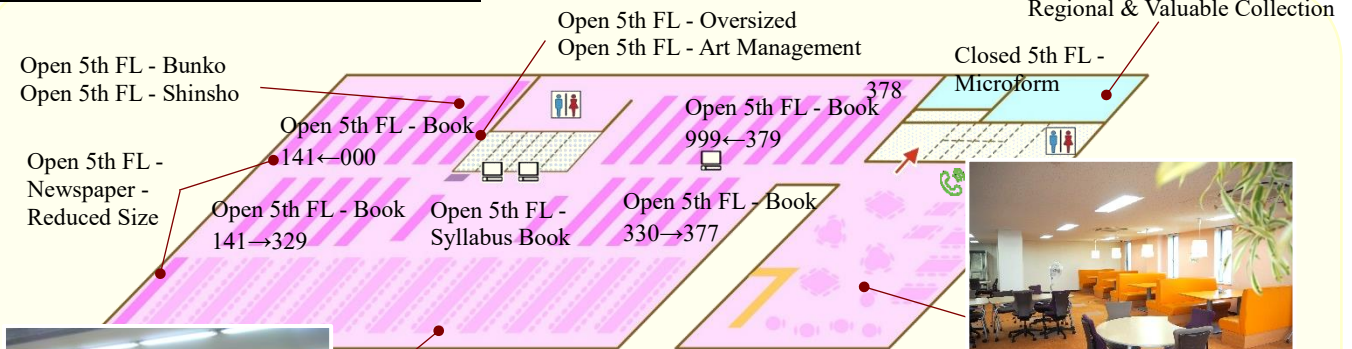 Regional & Valuable Collection
Open 5th FL - Oversized
Open 5th FL - Art Management
Closed 5th FL -
Microform
Open 5th FL - Bunko
Open 5th FL - Shinsho
378
Open 5th FL - Book
999←379
Open 5th FL - Book
141←000
Open 5th FL -
Newspaper -
Reduced Size
Open 5th FL - Book
141→329
Open 5th FL -
Syllabus Book
Open 5th FL - Book
330→377